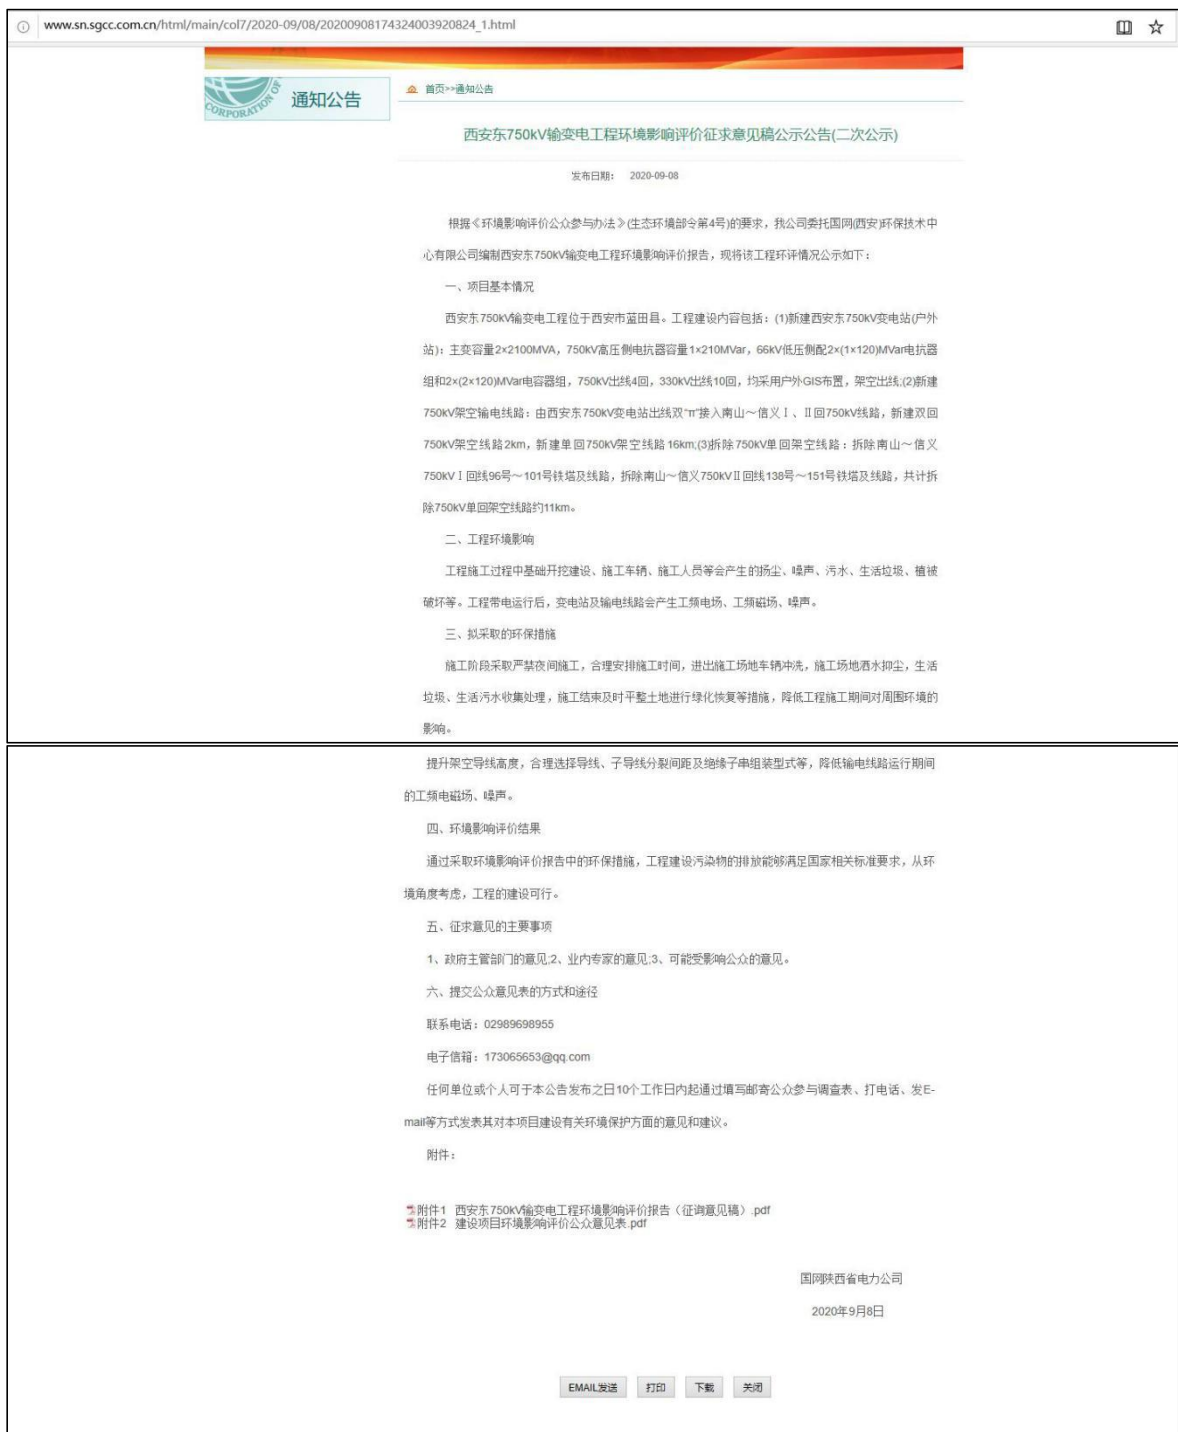 www.sn.sgcc.com.cn/html/main/col7/2020-09/08/20200908174324003920824_1.html
CORPORATION OF
通知公告
首页>>通知公告
西安东750kV输变电工程环境影响评价征求意见稿公示公告(二次公示)
发布日期： 2020-09-08
根据《环境影响评价公众参与办法》(生态环境部令第4号)的要求，我公司委托国网(西安)环保技术中
心有限公司编制西安东750kV输变电工程环境影响评价报告，现将该工程环评情况公示如下：
一、项目基本情况
西安东750kV输变电工程位于西安市蓝田县。工程建设内容包括：(1)新建西安东750kV变电站(户外
站)：主变容量2×2100MVA，750kV高压侧电抗器容量1×210MVar，66kV低压侧配2×(1×120)MVar电抗器
组和2×(2×120)MVar电容器组，750kV出线4回，330kV出线10回，均采用户外GIS布置，架空出线;(2)新建
750kV架空输电线路：由西安东750kV变电站出线双“π”接入南山～信义Ⅰ、Ⅱ回750kV线路，新建双回
750kV架空线路2km，新建单回750kV架空线路16km;(3)拆除750kV单回架空线路：拆除南山～信义
750kVⅠ回线96号～101号铁塔及线路，拆除南山～信义750kVⅡ回线138号～151号铁塔及线路，共计拆
除750kV单回架空线路约11km。
二、工程环境影响
工程施工过程中基础开挖建设、施工车辆、施工人员等会产生的扬尘、噪声、污水、生活垃圾、植被
破坏等。工程带电运行后，变电站及输电线路会产生工频电场、工频磁场、噪声。
三、拟采取的环保措施
施工阶段采取严禁夜间施工，合理安排施工时间，进出施工场地车辆冲洗，施工场地洒水抑尘，生活
垃圾、生活污水收集处理，施工结束及时平整土地进行绿化恢复等措施，降低工程施工期间对周围环境的
影响。
提升架空导线高度，合理选择导线、子导线分裂间距及绝缘子串组装型式等，降低输电线路运行期间
的工频电磁场、噪声。
四、环境影响评价结果
通过采取环境影响评价报告中的环保措施，工程建设污染物的排放能够满足国家相关标准要求，从环
境角度考虑，工程的建设可行。
五、征求意见的主要事项
1、政府主管部门的意见;2、业内专家的意见;3、可能受影响公众的意见。
六、提交公众意见表的方式和途径
联系电话：02989698955
电子信箱：173065653@qq.com
任何单位或个人可于本公告发布之日10个工作日内起通过填写邮寄公众参与调查表、打电话、发E-
mail等方式发表其对本项目建设有关环境保护方面的意见和建议。
附件：
附件1 西安东750kV输变电工程环境影响评价报告（征询意见稿）.pdf
附件2 建设项目环境影响评价公众意见表.pdf
国网陕西省电力公司
2020年9月8日
EMAIL发送 打印 下载 关闭